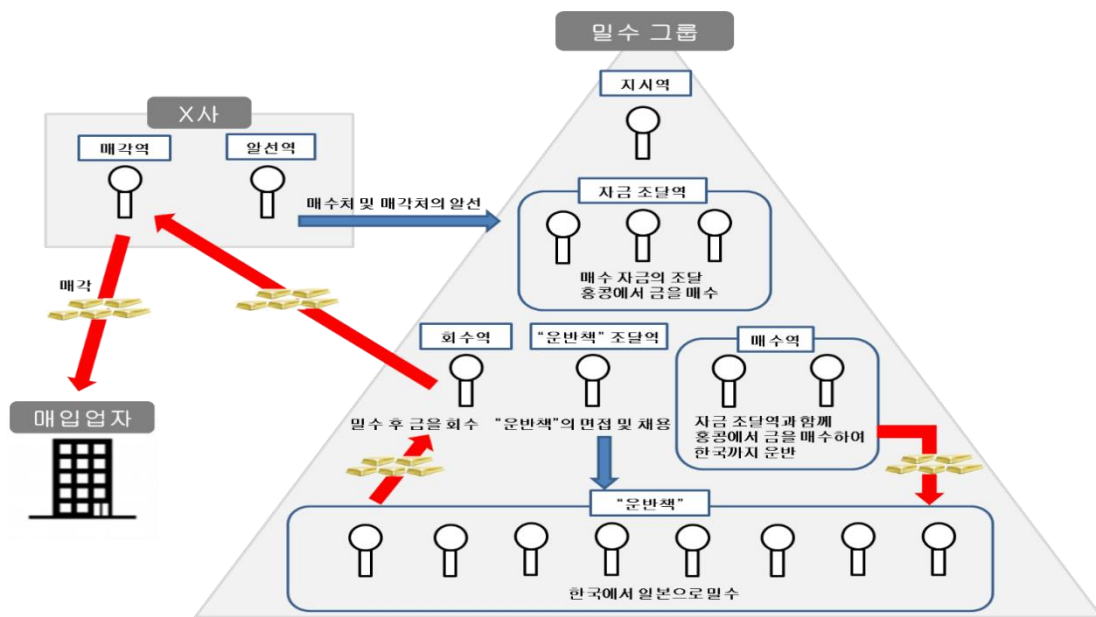 밀수 그룹
지시역
X사
매각역
알선역
매수처 및 매각처의 알선
자금 조달역
매수 자금의 조달
홍콩에서 금을 매수
매각
회수역
"운반책" 조달역
매수역
매입업자
밀수 후 금을 회수
"운반책"의 면접 및 채용
자금 조달역과 함께
홍콩에서 금을 매수하여
한국까지 운반
"운반책"
한국에서 일본으로 밀수